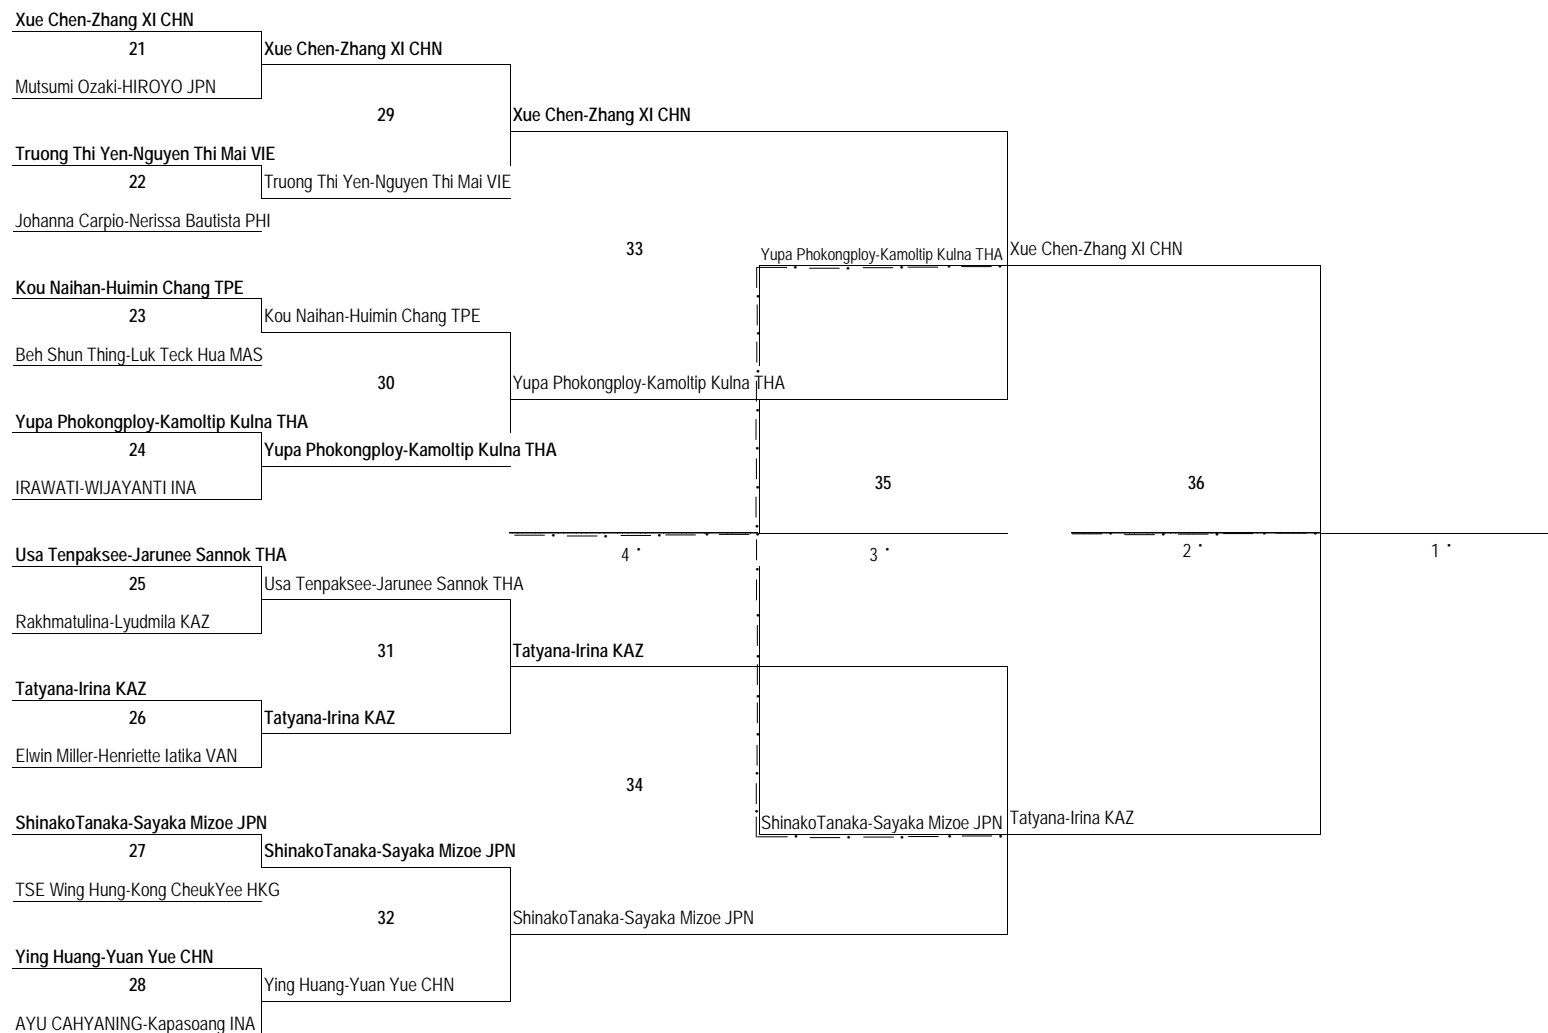 Xue Chen-Zhang XI CHN
21
Xue Chen-Zhang XI CHN
Mutsumi Ozaki-HIROYO JPN
29
Xue Chen-Zhang XI CHN
Truong Thi Yen-Nguyen Thi Mai VIE
22
Truong Thi Yen-Nguyen Thi Mai VIE
Johanna Carpio-Nerissa Bautista PHI
33
Yupa Phokongploy-Kamoltip Kulna THA
Xue Chen-Zhang XI CHN
Kou Naihan-Huimin Chang TPE
23
Kou Naihan-Huimin Chang TPE
Beh Shun Thing-Luk Teck Hua MAS
30
Yupa Phokongploy-Kamoltip Kulna THA
Yupa Phokongploy-Kamoltip Kulna THA
24
Yupa Phokongploy-Kamoltip Kulna THA
IRAWATI-WIJAYANTI INA
35
36
Usa Tenpaksee-Jarunee Sannok THA
4 ･
3 ･
2 ･
1 ･
25
Usa Tenpaksee-Jarunee Sannok THA
Rakhmatulina-Lyudmila KAZ
31
Tatyana-Irina KAZ
Tatyana-Irina KAZ
26
Tatyana-Irina KAZ
Elwin Miller-Henriette Iatika VAN
34
ShinakoTanaka-Sayaka Mizoe JPN
ShinakoTanaka-Sayaka Mizoe JPN
Tatyana-Irina KAZ
27
ShinakoTanaka-Sayaka Mizoe JPN
TSE Wing Hung-Kong CheukYee HKG
32
ShinakoTanaka-Sayaka Mizoe JPN
Ying Huang-Yuan Yue CHN
28
Ying Huang-Yuan Yue CHN
AYU CAHYANING-Kapasoang INA